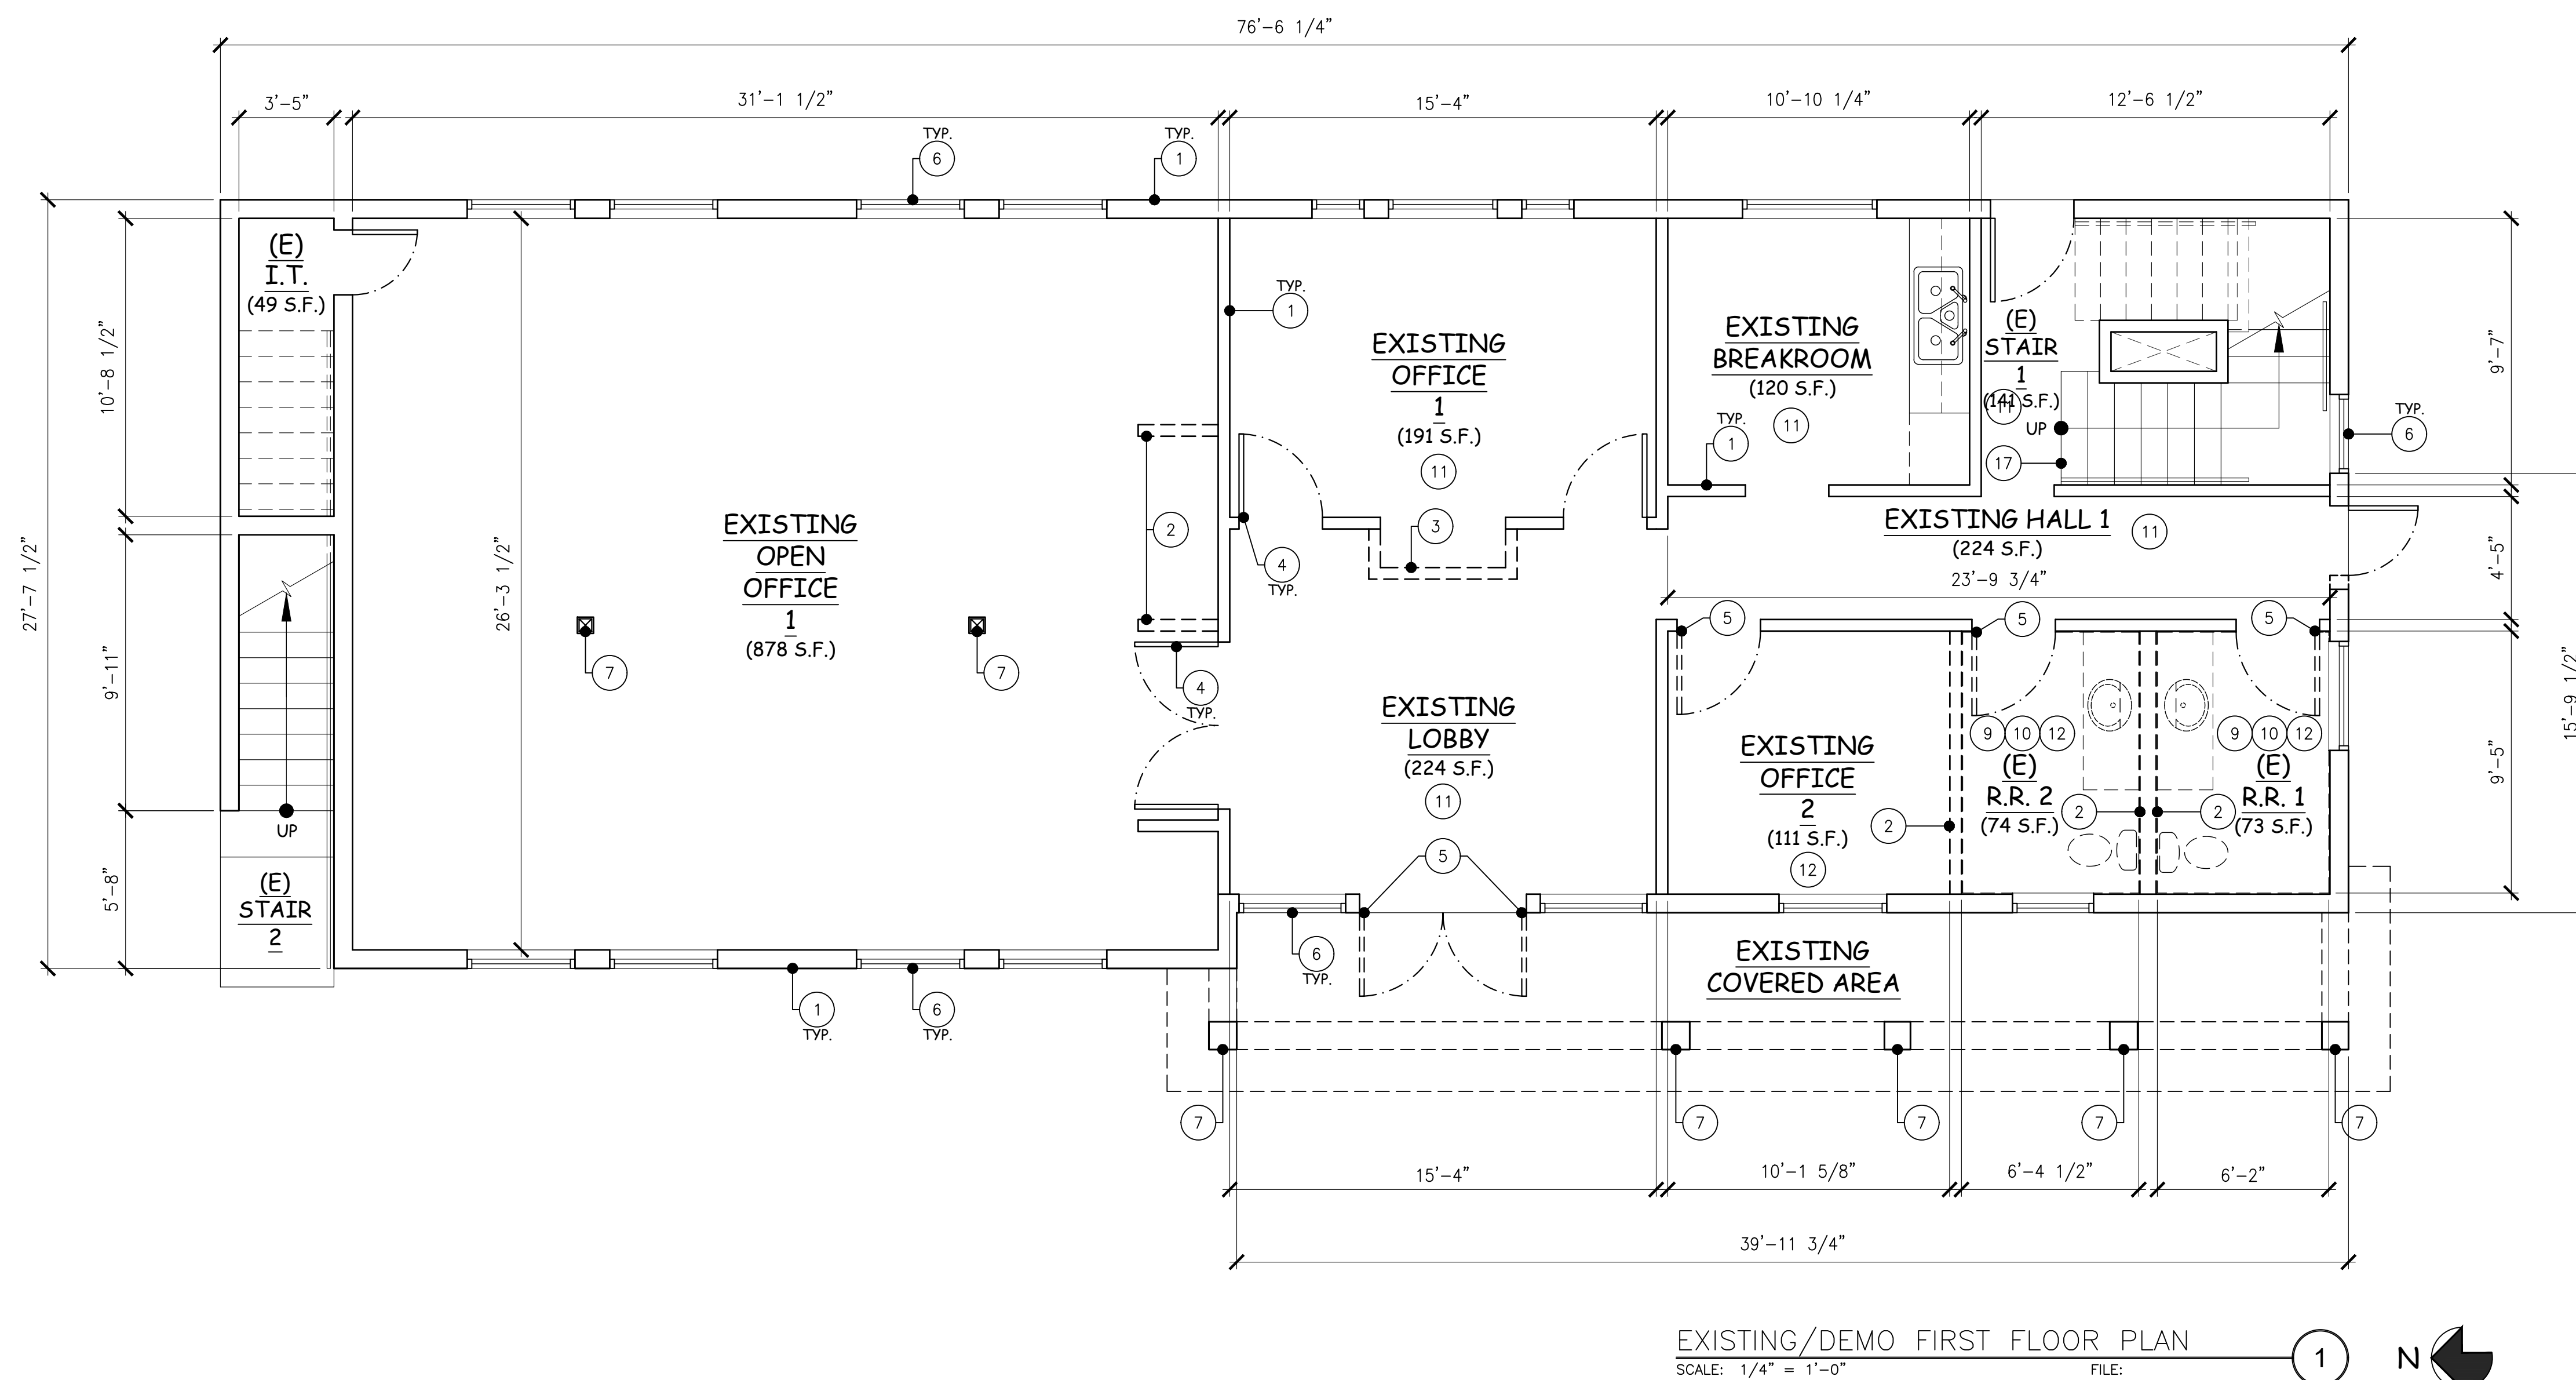 76'-6 1/4"
3'-5"
31'-1 1/2"
15'-4"
10'-10 1/4"
12'-6 1/2"
TYP.
6
TYP.
1
27'-7 1/2"
10'-8 1/2"
9'-11"
5'-8"
26'-3 1/2"
(E)
I.T.
(49 S.F.)
UP
(E)
STAIR
2
EXISTING
OPEN
OFFICE
1
(878 S.F.)
7
7
2
4
TYP.
1
TYP.
6
TYP.
TYP.
1
EXISTING
OFFICE
1
(191 S.F.)
11
3
4
TYP.
EXISTING
LOBBY
(224 S.F.)
11
5
6
TYP.
EXISTING
BREAKROOM
(120 S.F.)
11
TYP.
1
(E)
STAIR
1
(141 S.F.)
11
UP
17
TYP.
6
EXISTING HALL 1
(224 S.F.)
11
23'-9 3/4"
5
5
5
EXISTING
OFFICE
2
(111 S.F.)
12
2
9 10 12
(E)
R.R. 2
(74 S.F.)
2
9 10 12
(E)
R.R. 1
(73 S.F.)
2
9'-7"
4'-5"
9'-5"
15'-9 1/2"
EXISTING
COVERED AREA
7
7
7
7
7
15'-4"
10'-1 5/8"
6'-4 1/2"
6'-2"
39'-11 3/4"
EXISTING/DEMO FIRST FLOOR PLAN
1
SCALE: 1/4" = 1'-0"
FILE:
N